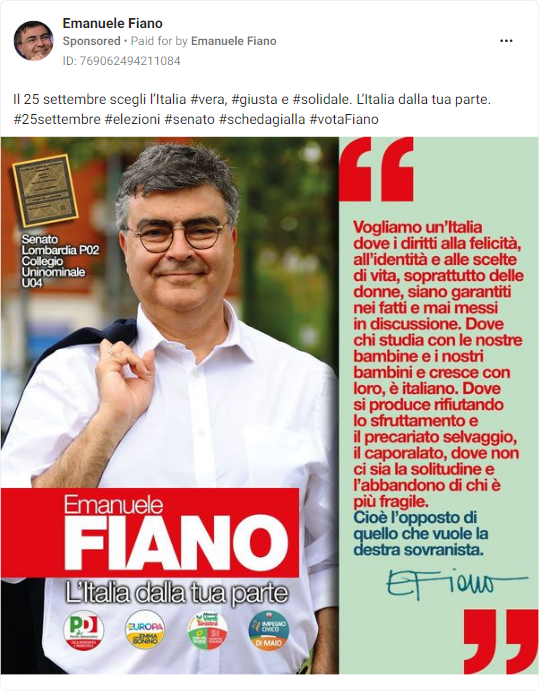 Emanuele Fiano
Sponsored • Paid for by Emanuele Fiano
ID: 769062494211084
Il 25 settembre scegli l’Italia #vera, #giusta e #solidale. L’Italia dalla tua parte.
#25settembre #elezioni #senato #schedagialla #votaFiano
Senato
Lombardia P02
Collegio
Uninominale
U04
Emanuele
FIANO
L’Italia dalla tua parte
PD
EUROPA
EMMA
BONINO
Alleanza
Verdi
Sinistra
IMPEGNO
CIVICO
DI MAIO
“
Vogliamo un’Italia
dove i diritti alla felicità,
all’identità e alle scelte
di vita, soprattutto delle
donne, siano garantiti
nei fatti e mai messi
in discussione. Dove
chi studia con le nostre
bambine e i nostri
bambini e cresce con
loro, è italiano. Dove
si produce rifiutando
lo sfruttamento e
il precariato selvaggio,
il caporalato, dove non
ci sia la solitudine e
l’abbandono di chi è
più fragile.
Cioè l’opposto di
quello che vuole la
destra sovranista.
EFiano
”